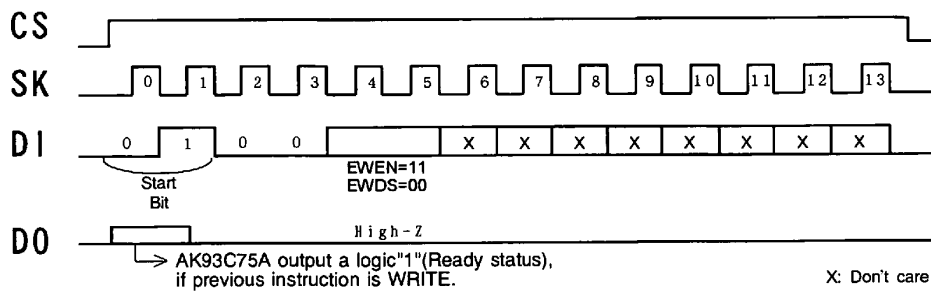 CS
SK 0 1 2 3 4 5 6 7 8 9 10 11 12 13
DI 0 1 0 0 X X X X X X X X
Start
Bit
EWEN=11
EWDS=00
DO High-Z
AK93C75A output a logic"1"(Ready status),
if previous instruction is WRITE.
X: Don't care